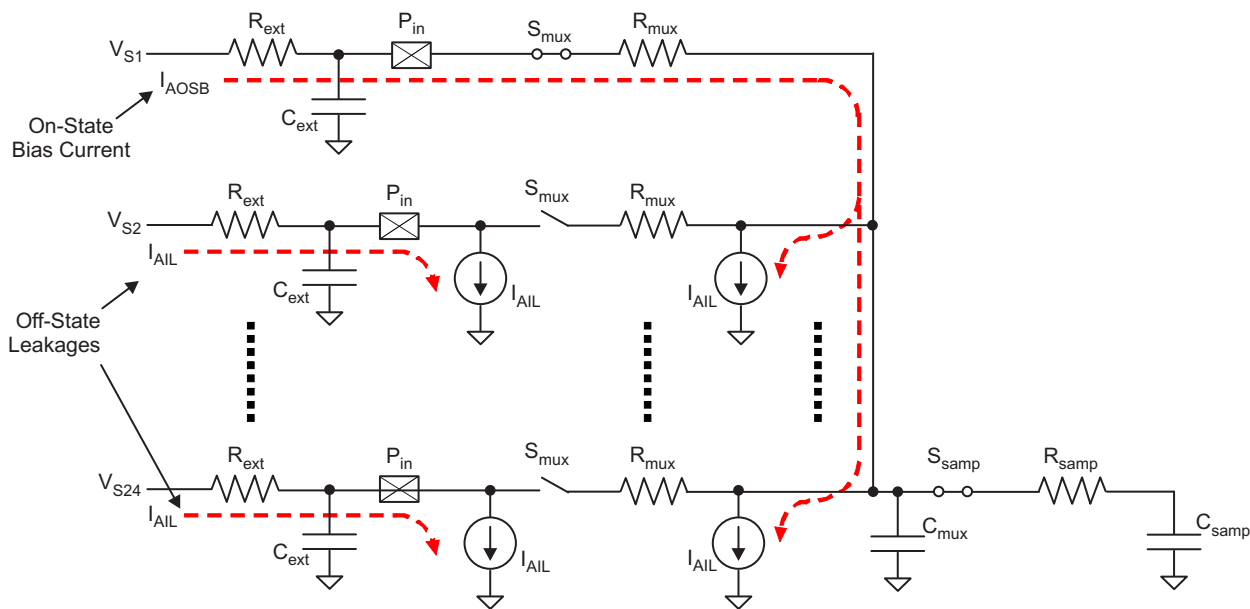 R_ext P_in S_mux R_mux
V_S1
I_AOSB
C_ext
On-State
Bias Current
R_ext P_in S_mux R_mux
V_S2
I_AIL
C_ext I_AIL I_AIL
Off-State
Leakages
R_ext P_in S_mux R_mux S_samp R_samp
V_S24
I_AIL
C_ext I_AIL I_AIL C_mux C_samp